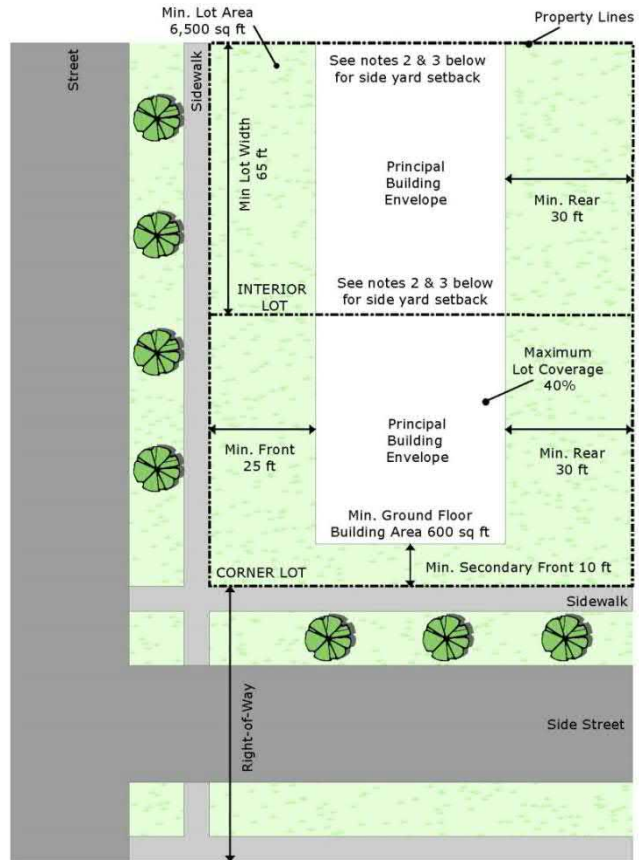 Min. Lot Area
6,500 sq ft
Property Lines
Street
Sidewalk
See notes 2 & 3 below
for side yard setback
Min Lot Width
65 ft
Principal
Building
Envelope
Min. Rear
30 ft
INTERIOR
LOT
See notes 2 & 3 below
for side yard setback
Maximum
Lot Coverage
40%
Min. Front
25 ft
Principal
Building
Envelope
Min. Rear
30 ft
Min. Ground Floor
Building Area 600 sq ft
CORNER LOT
Min. Secondary Front 10 ft
Sidewalk
Right-of-Way
Side Street